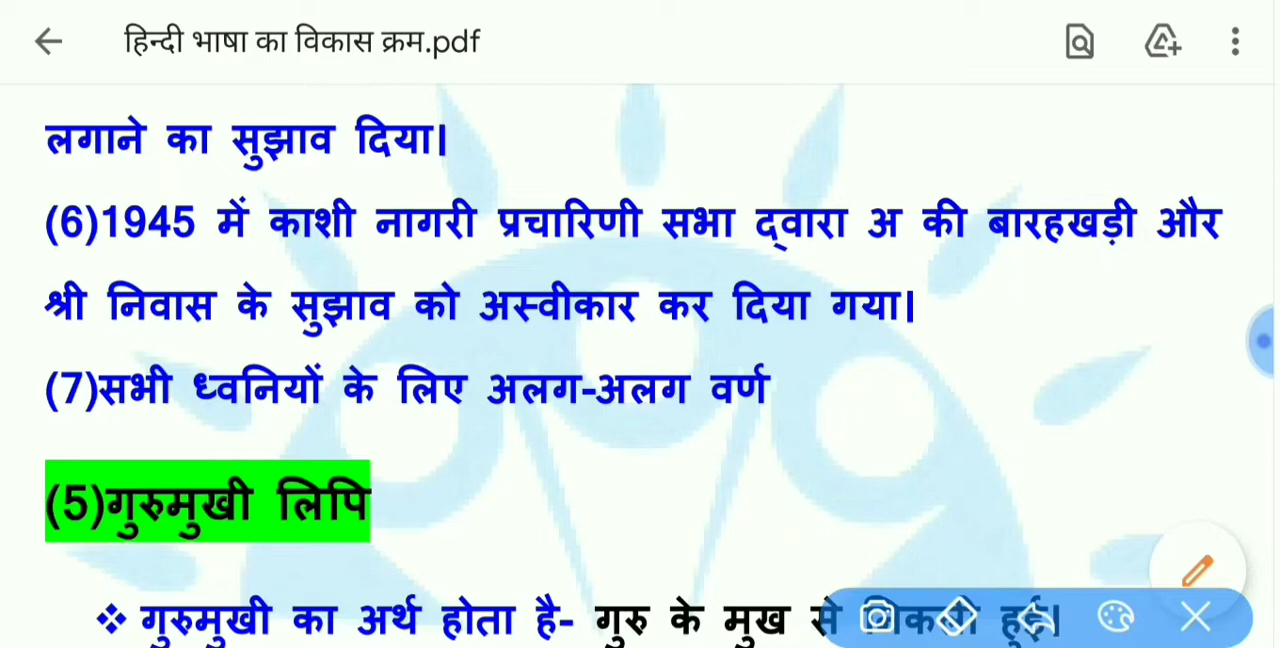 हिन्दी भाषा का विकास क्रम.pdf
लगाने का सुझाव दिया।
(6)1945 में काशी नागरी प्रचारिणी सभा द्वारा अ की बारहखड़ी और
श्री निवास के सुझाव को अस्वीकार कर दिया गया।
(7)सभी ध्वनियों के लिए अलग-अलग वर्ण
(5)गुरुमुखी लिपि
❖ गुरुमुखी का अर्थ होता है- गुरु के मुख से निकली हुई।